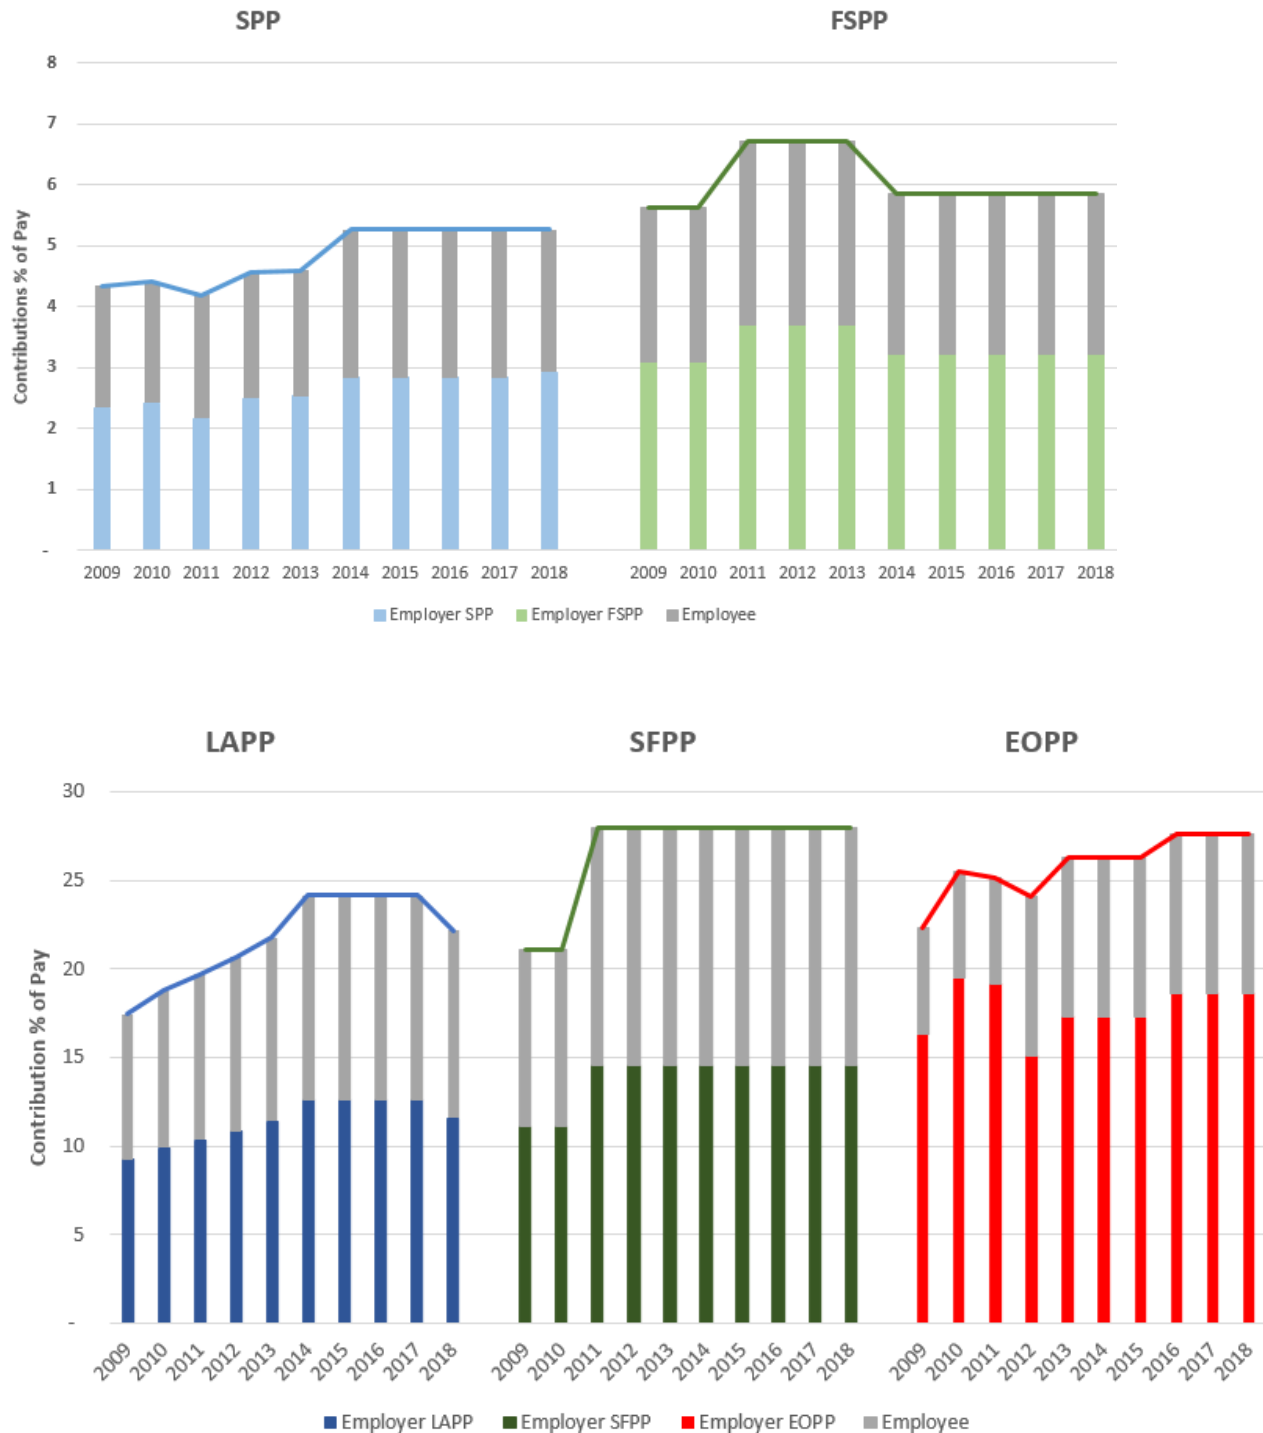 SPP FSPP
8
7
6
5
4
3
2
1
-
Contributions % of Pay
2009 2010 2011 2012 2013 2014 2015 2016 2017 2018 2009 2010 2011 2012 2013 2014 2015 2016 2017 2018
Employer SPP Employer FSPP Employee
LAPP SFPP EOPP
30
25
20
15
10
5
-
Contribution % of Pay
2009 2010 2011 2012 2013 2014 2015 2016 2017 2018 2009 2010 2011 2012 2013 2014 2015 2016 2017 2018 2009 2010 2011 2012 2013 2014 2015 2016 2017 2018
Employer LAPP Employer SFPP Employer EOPP Employee